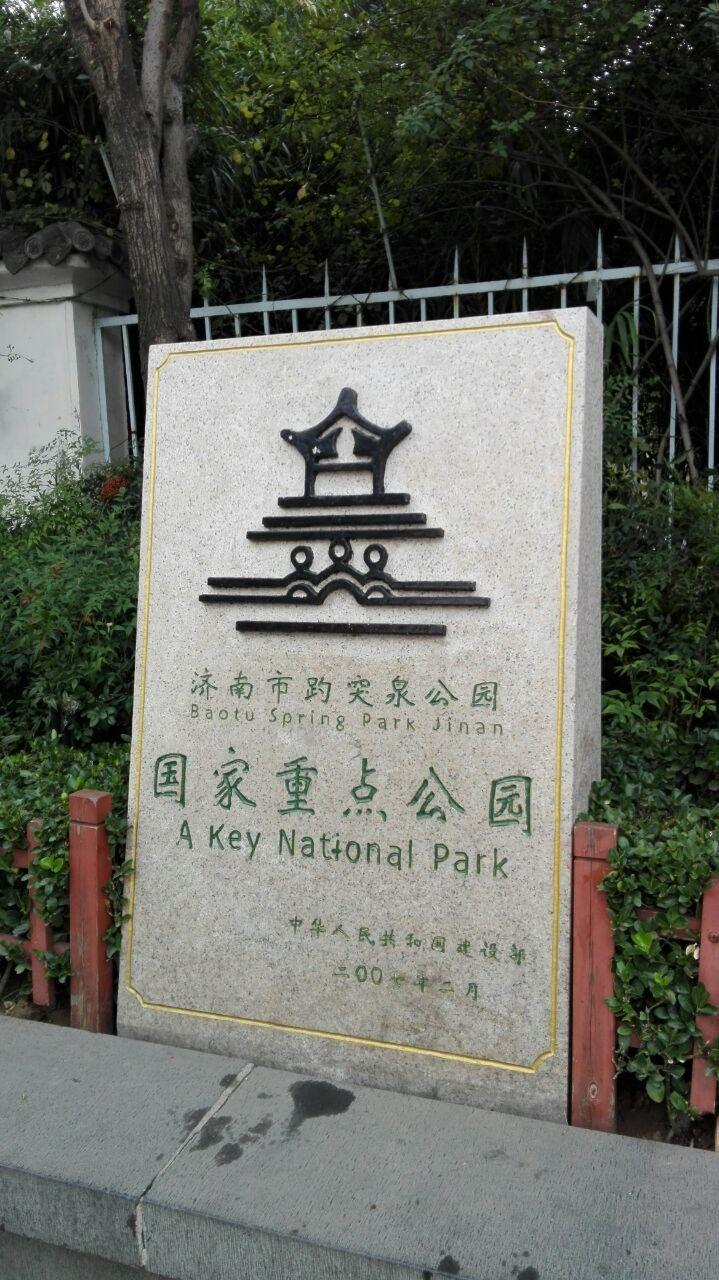 济南市趵突泉公园
Baotu Spring Park Jinan
国家重点公园
A Key National Park
中华人民共和国建设部
二00七年二月